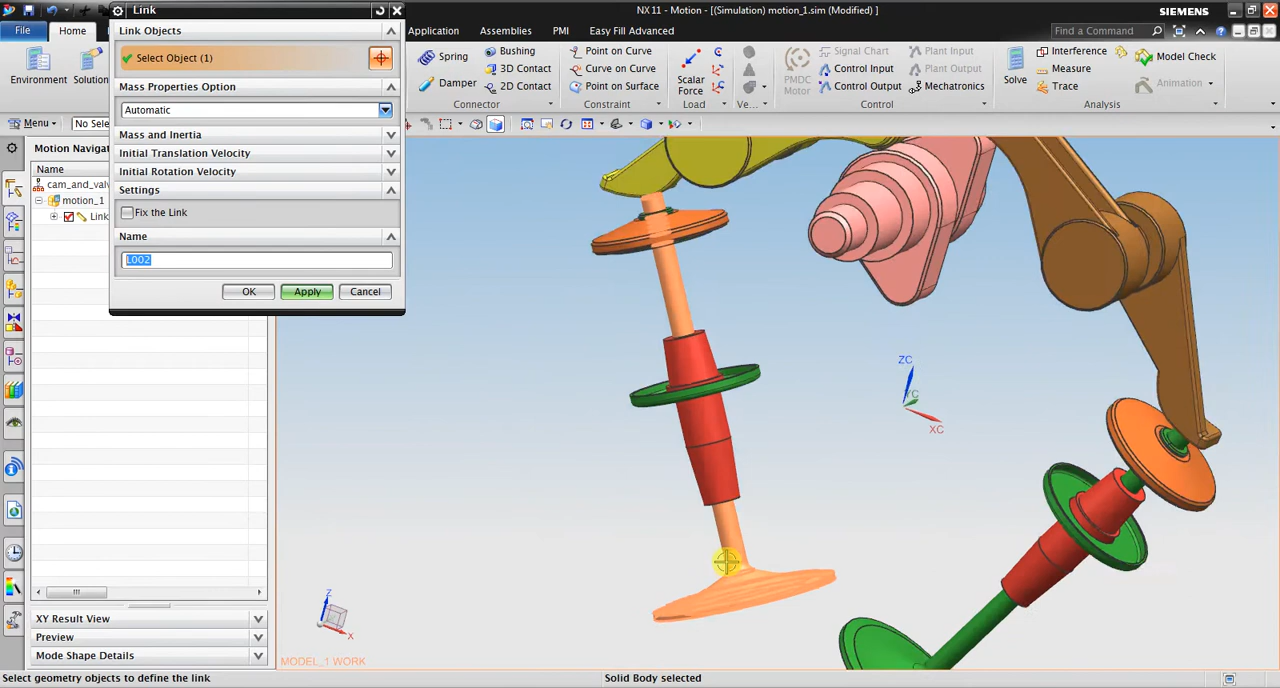 Link
NX 11 - Motion - [(Simulation) motion_1.sim (Modified) ]
SIEMENS
File
Home
Application
Assemblies
PMI
Easy Fill Advanced
Find a Command
Link Objects
Select Object (1)
Mass Properties Option
Automatic
Mass and Inertia
Initial Translation Velocity
Initial Rotation Velocity
Settings
Fix the Link
Name
L002
OK
Apply
Cancel
Environment
Solution
Spring
Damper
Bushing
3D Contact
2D Contact
Connector
Point on Curve
Curve on Curve
Point on Surface
Constraint
Scalar Force
Load
Ve...
PMDC Motor
Signal Chart
Control Input
Control Output
Plant Input
Plant Output
Mechatronics
Control
Solve
Interference
Measure
Trace
Model Check
Animation
Analysis
Menu
No Sele
Motion Navig
Name
cam_and_valv
motion_1
Link
XY Result View
Preview
Mode Shape Details
ZC
YC
XC
Z
X
MODEL_1 WORK
Select geometry objects to define the link
Solid Body selected